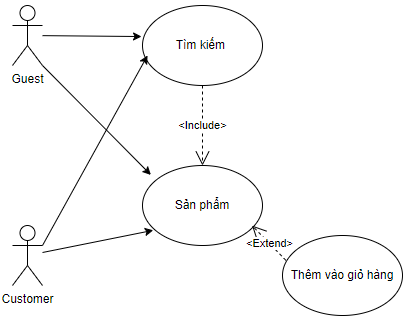 Tìm kiếm
Guest
<Include>
Sản phẩm
<Extend>
Thêm vào giỏ hàng
Customer